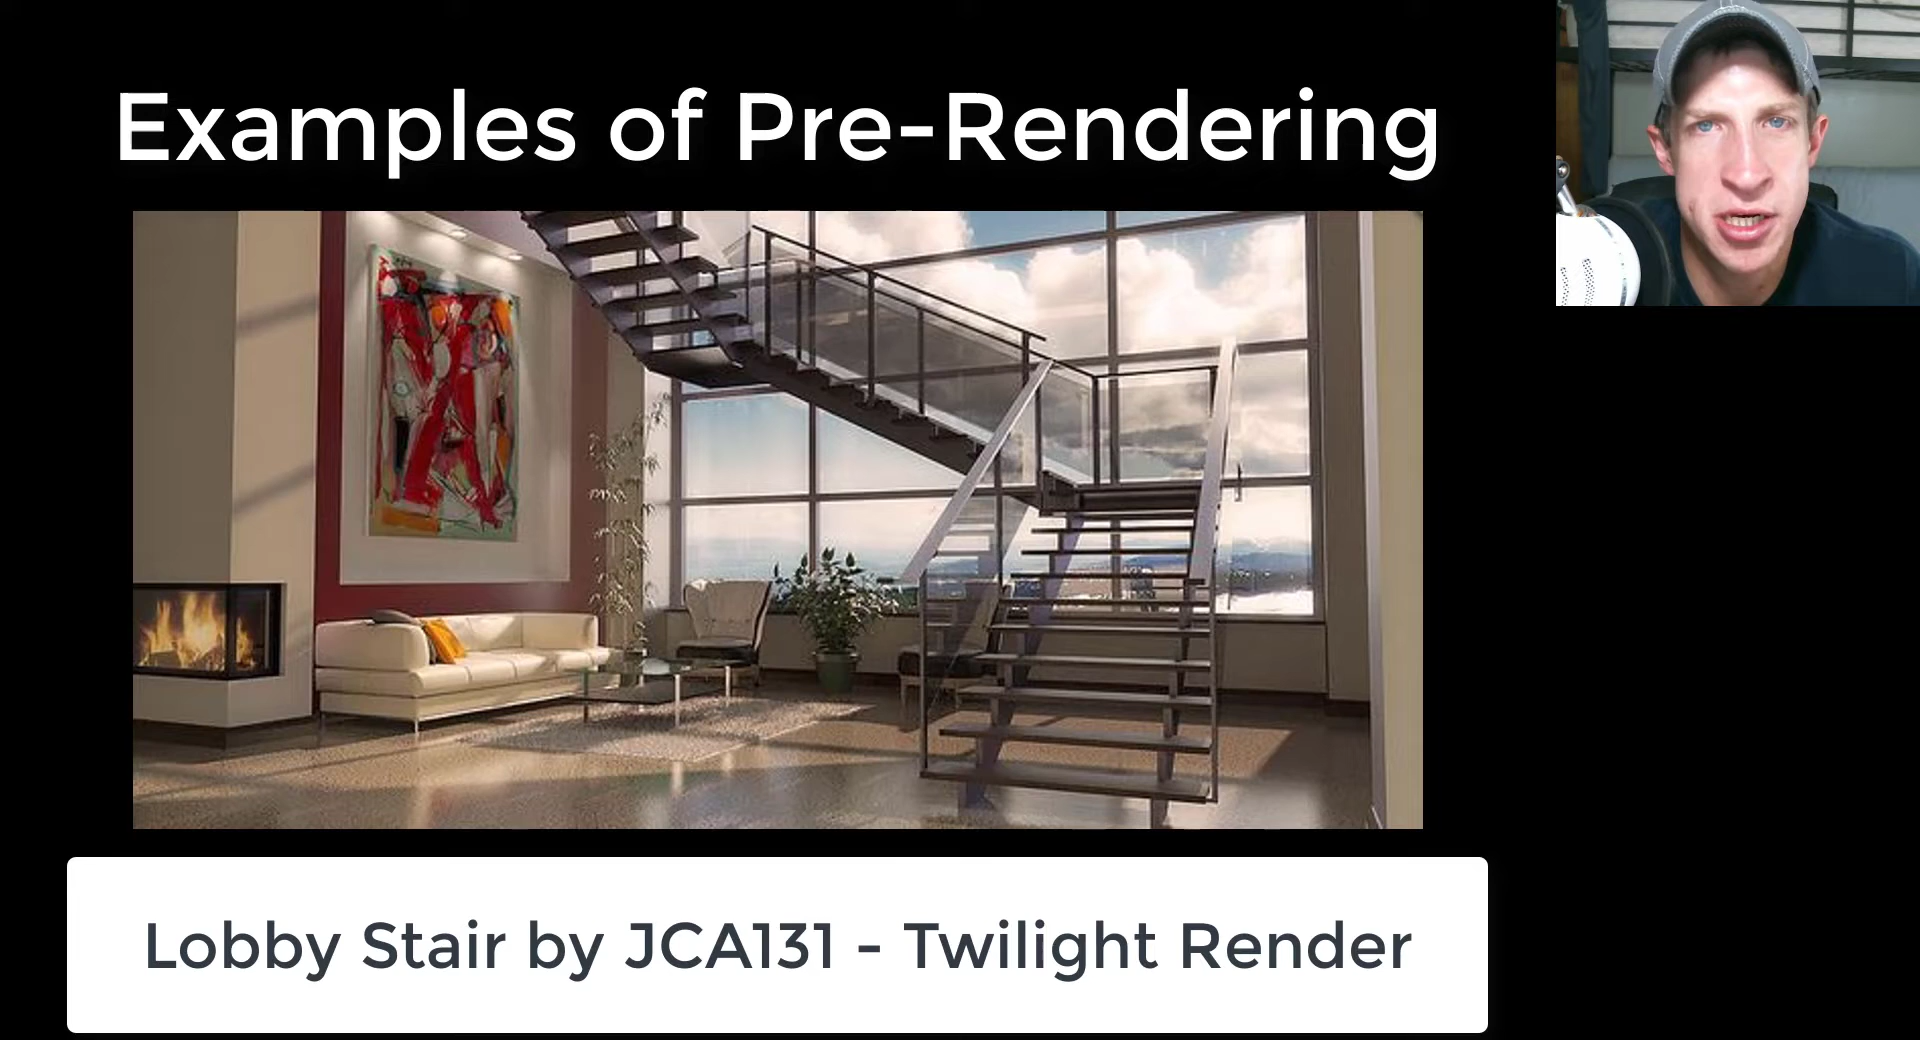 Examples of Pre-Rendering
Lobby Stair by JCA131 - Twilight Render